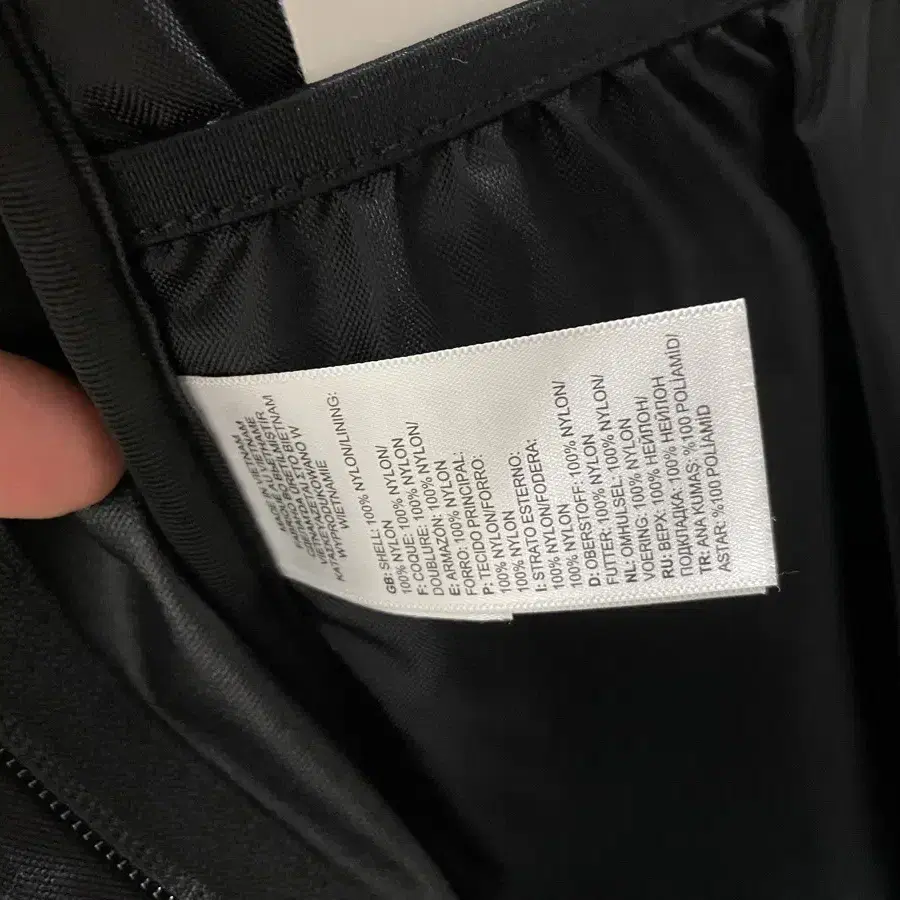 MADE IN VIETNAM
WYPRODUKOWANO W
WIETNAMIE
GB: SHELL: 100% NYLON/LINING:
100% NYLON
F: COQUE: 100% NYLON/
DOUBLURE: 100% NYLON
E: ARMAZON: 100% NYLON/
FORRO: 100% NYLON
P: TECIDO PRINCIPAL:
100% NYLON/FORRO:
100% NYLON
I: STRATO ESTERNO:
100% NYLON/FODERA:
100% NYLON
D: OBERSTOFF: 100% NYLON/
FUTTER: 100% NYLON
NL: OMHULSEL: 100% NYLON/
VOERING: 100% NYLON
RU: ВЕРХ: 100% НЕЙЛОН/
ПОДКЛАДКА: 100% НЕЙЛОН
TR: ANA KUMAŞ: %100 POLIAMID/
ASTAR: %100 POLIAMID